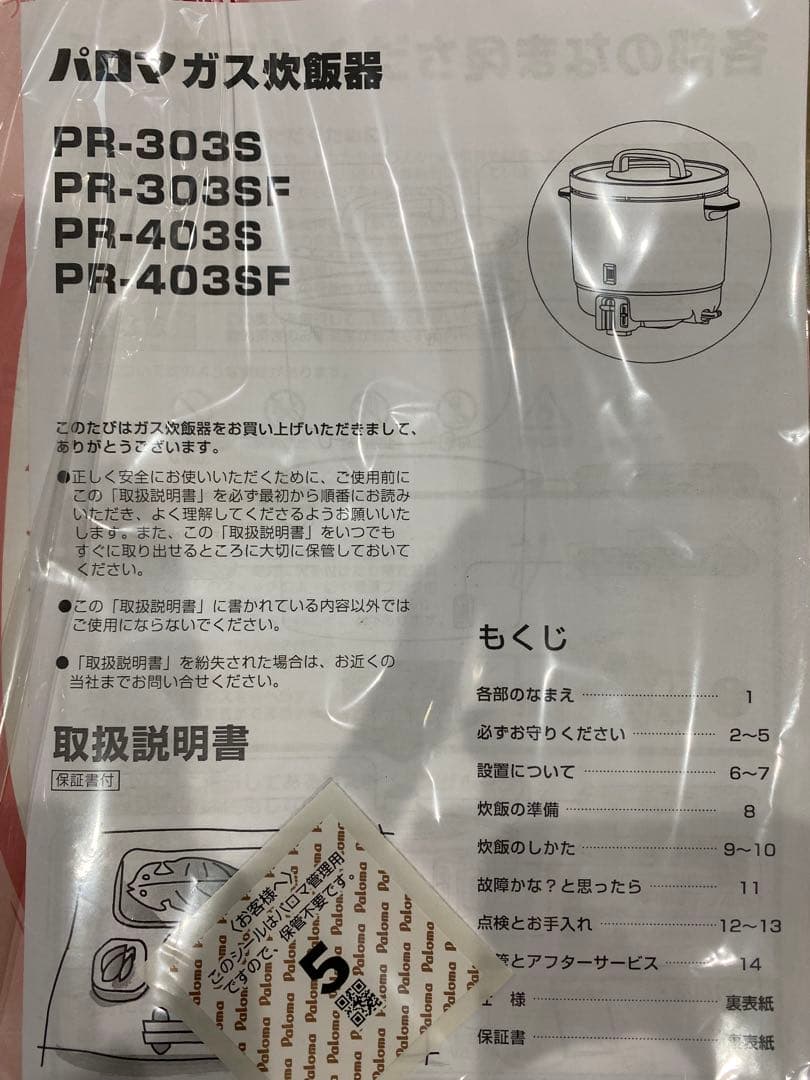 パロマ ガス炊飯器
PR-303S
PR-303SF
PR-403S
PR-403SF
このたびはガス炊飯器をお買い上げいただきまして、
ありがとうございます。
●正しく安全にお使いいただくために、ご使用前に
この「取扱説明書」を必ず最初から順番にお読み
いただき、よく理解してくださるようお願いいた
します。また、この「取扱説明書」をいつでも
すぐに取り出せるところに大切に保管しておいて
ください。
●この「取扱説明書」に書かれている内容以外では
ご使用にならないでください。
●「取扱説明書」を紛失された場合は、お近くの
当社までお問い合せください。
取扱説明書
保証書付
もくじ
各部のなまえ 1
必ずお守りください 2〜5
設置について 6〜7
炊飯の準備 8
炊飯のしかた 9〜10
故障かな？と思ったら 11
点検とお手入れ 12〜13
とアフターサービス 14
仕 様 裏表紙
保証書 裏表紙
〈お客様へ〉
このシールはパロマ管理用
ですので、保管不要です。
5
Paloma Paloma Paloma Paloma